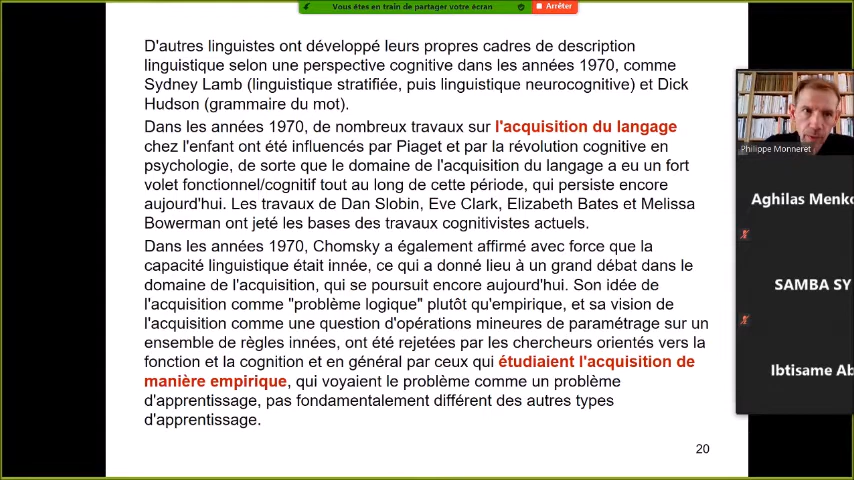 Vous êtes en train de partager votre écran
Arrêter
D'autres linguistes ont développé leurs propres cadres de description
linguistique selon une perspective cognitive dans les années 1970, comme
Sydney Lamb (linguistique stratifiée, puis linguistique neurocognitive) et Dick
Hudson (grammaire du mot).
Dans les années 1970, de nombreux travaux sur l'acquisition du langage
chez l'enfant ont été influencés par Piaget et par la révolution cognitive en
psychologie, de sorte que le domaine de l'acquisition du langage a eu un fort
volet fonctionnel/cognitif tout au long de cette période, qui persiste encore
aujourd'hui. Les travaux de Dan Slobin, Eve Clark, Elizabeth Bates et Melissa
Bowerman ont jeté les bases des travaux cognitivistes actuels.
Dans les années 1970, Chomsky a également affirmé avec force que la
capacité linguistique était innée, ce qui a donné lieu à un grand débat dans le
domaine de l'acquisition, qui se poursuit encore aujourd'hui. Son idée de
l'acquisition comme "problème logique" plutôt qu'empirique, et sa vision de
l'acquisition comme une question d'opérations mineures de paramétrage sur un
ensemble de règles innées, ont été rejetées par les chercheurs orientés vers la
fonction et la cognition et en général par ceux qui étudiaient l'acquisition de
manière empirique, qui voyaient le problème comme un problème
d'apprentissage, pas fondamentalement différent des autres types
d'apprentissage.
20
Philippe Monneret
Aghilas Menko
SAMBA SY
Ibtisame Ab